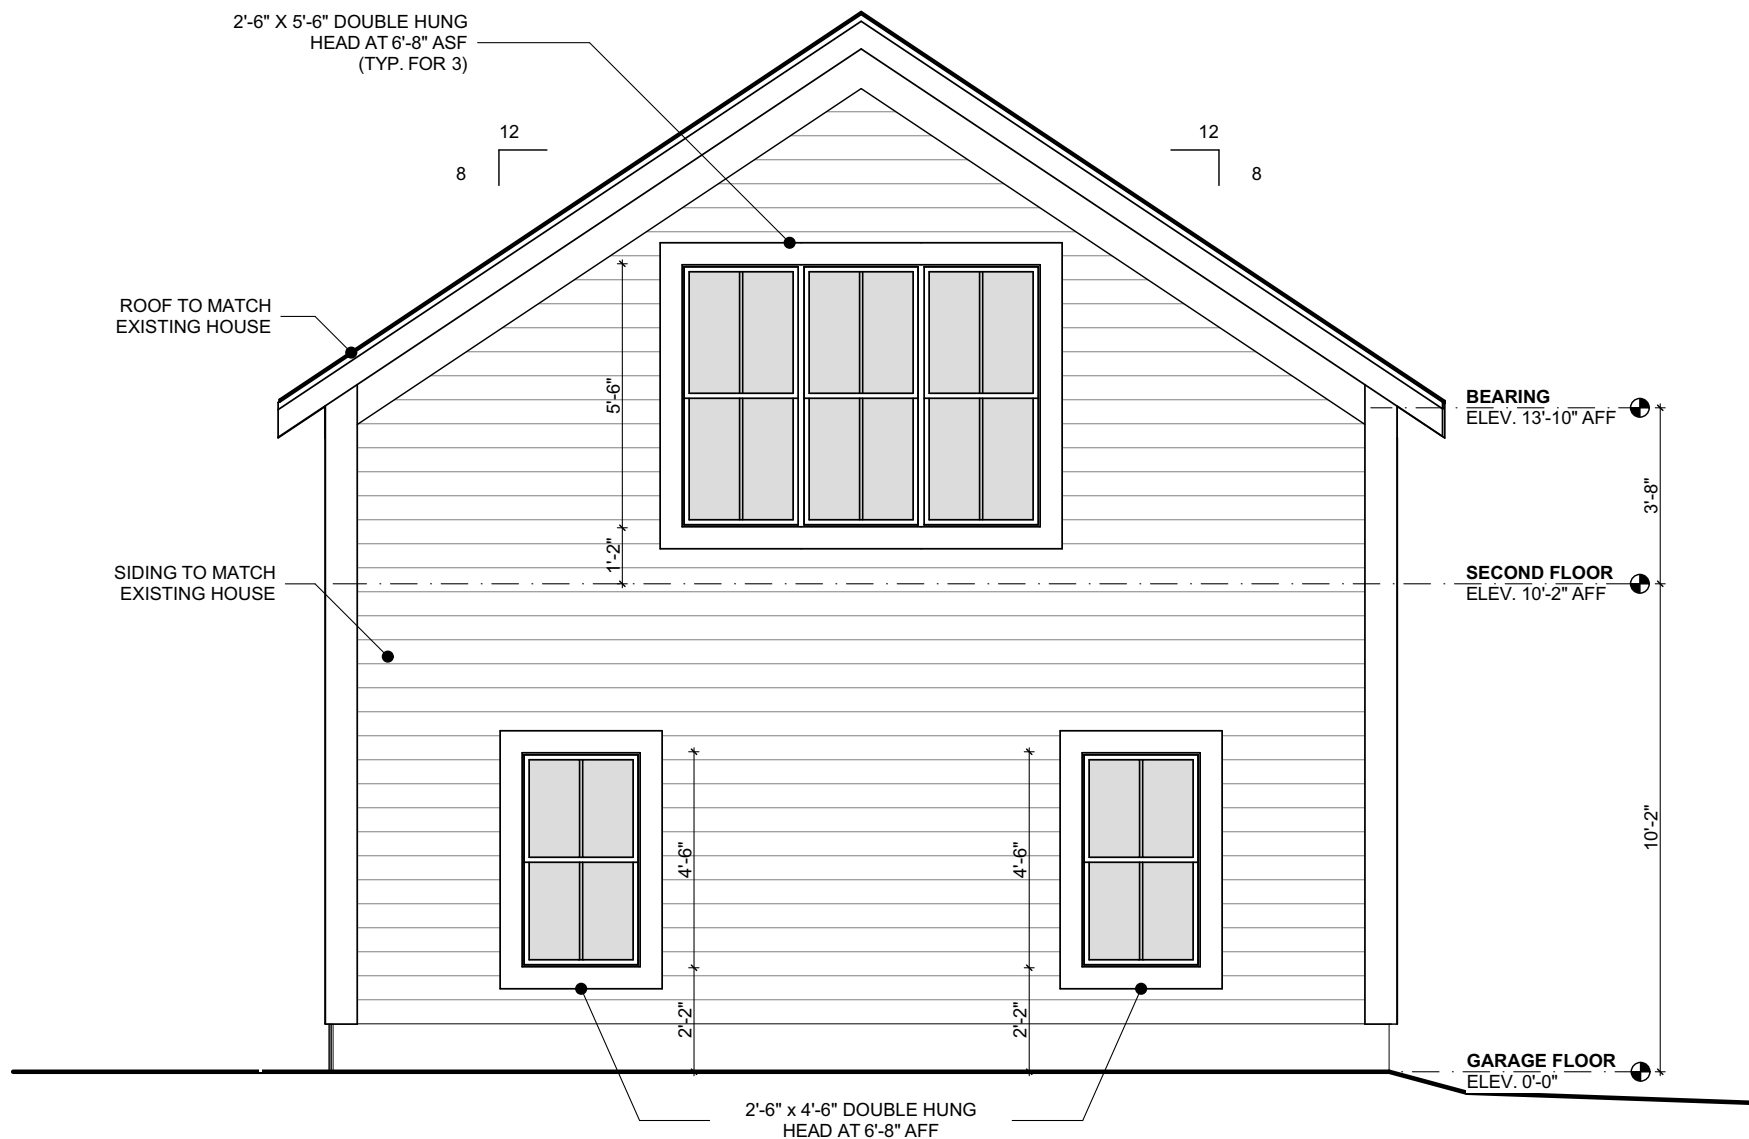 2'-6" X 5'-6" DOUBLE HUNG
HEAD AT 6'-8" ASF
(TYP. FOR 3)
12
8
12
8
ROOF TO MATCH
EXISTING HOUSE
5'-6"
1'-2"
BEARING
ELEV. 13'-10" AFF
3'-8"
SIDING TO MATCH
EXISTING HOUSE
SECOND FLOOR
ELEV. 10'-2" AFF
10'-2"
4'-6"
4'-6"
2'-2"
2'-2"
GARAGE FLOOR
ELEV. 0'-0"
2'-6" x 4'-6" DOUBLE HUNG
HEAD AT 6'-8" AFF